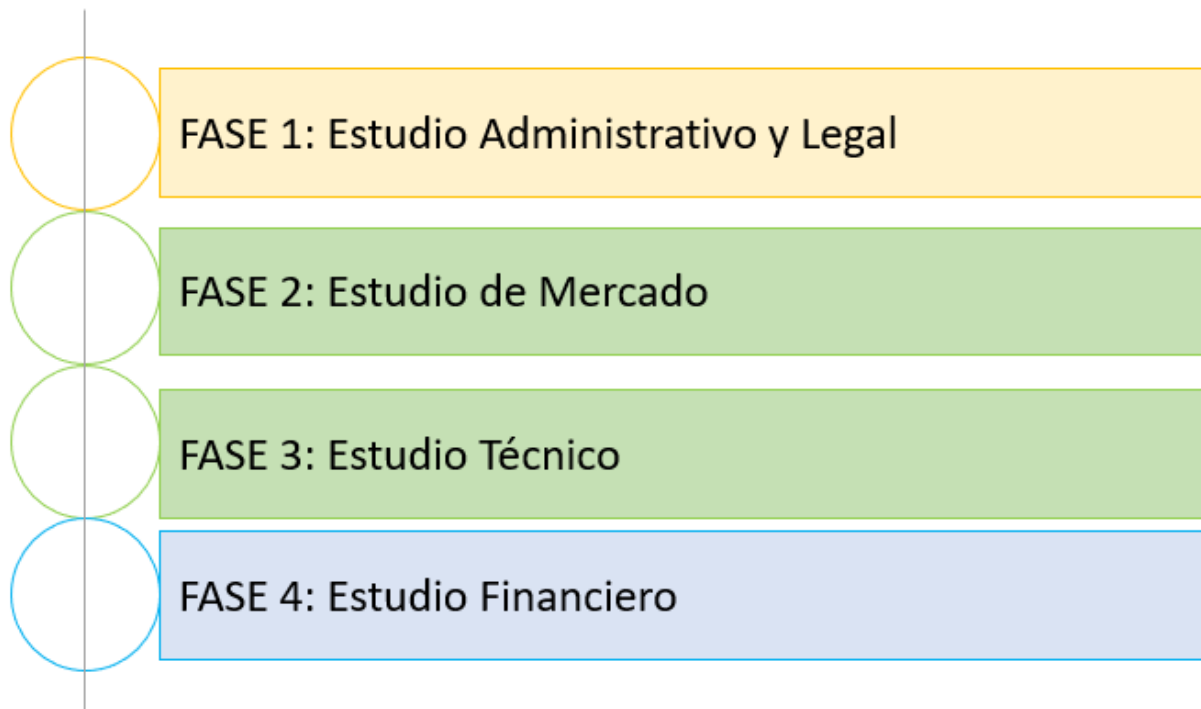 FASE 1: Estudio Administrativo y Legal
FASE 2: Estudio de Mercado
FASE 3: Estudio Técnico
FASE 4: Estudio Financiero